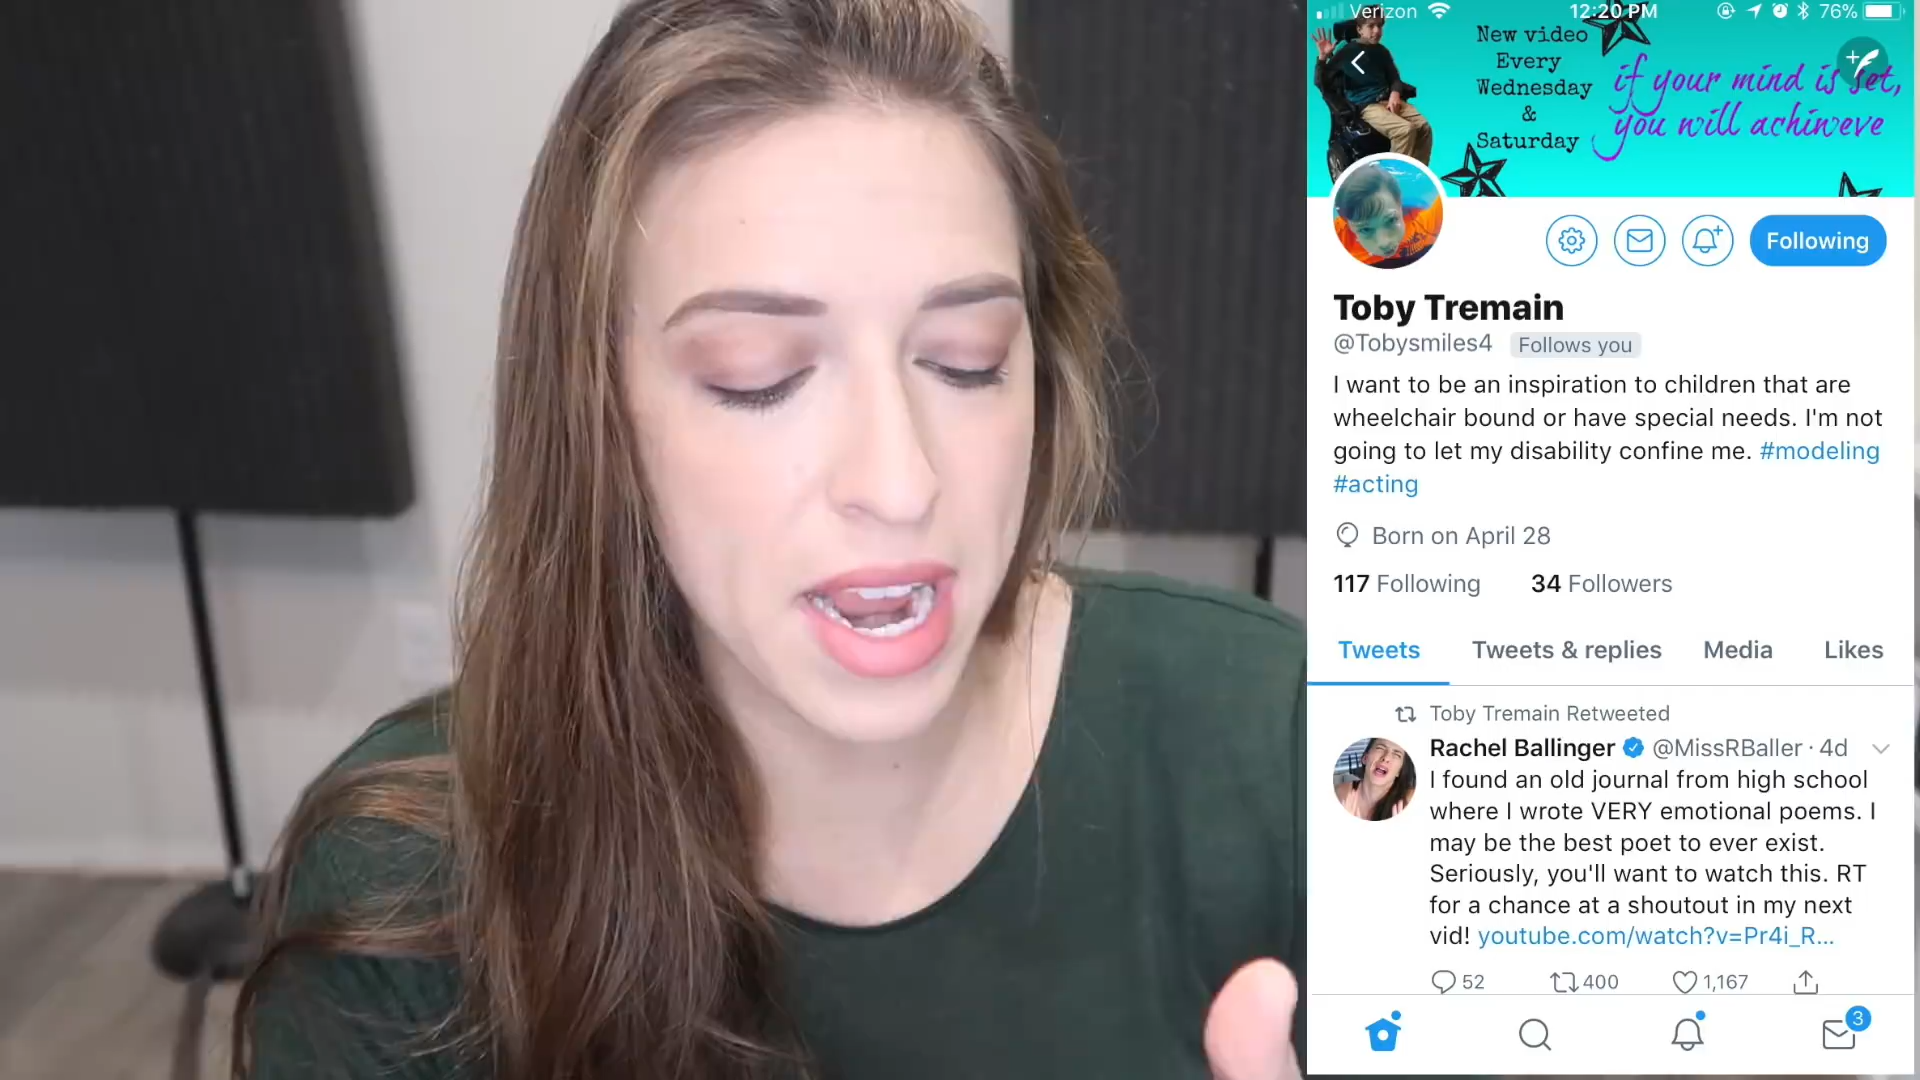 Verizon 12:20 PM 76%
New video
Every
Wednesday
&
Saturday
if your mind is set,
you will achiweve
Following
Toby Tremain
@Tobysmiles4 Follows you
I want to be an inspiration to children that are
wheelchair bound or have special needs. I'm not
going to let my disability confine me. #modeling
#acting
Born on April 28
117 Following 34 Followers
Tweets Tweets & replies Media Likes
Toby Tremain Retweeted
Rachel Ballinger @MissRBaller · 4d
I found an old journal from high school
where I wrote VERY emotional poems. I
may be the best poet to ever exist.
Seriously, you'll want to watch this. RT
for a chance at a shoutout in my next
vid! youtube.com/watch?v=Pr4i_R...
52 400 1,167
3